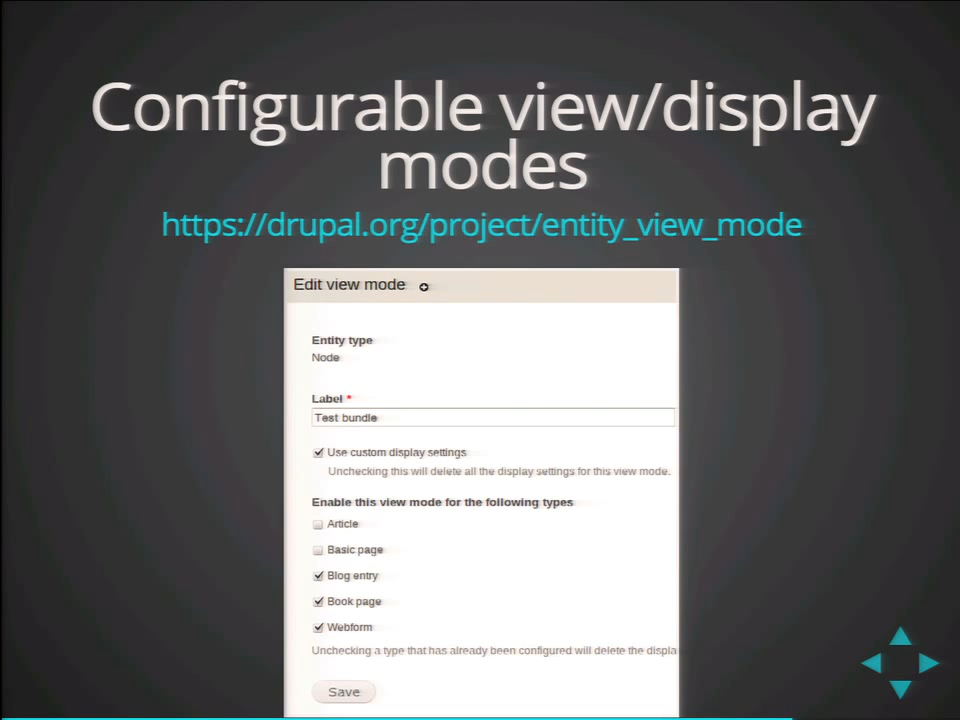 Configurable view/display
modes
https://drupal.org/project/entity_view_mode
Edit view mode
Entity type
Node
Label *
Test bundle
Use custom display settings
Unchecking this will delete all the display settings for this view mode.
Enable this view mode for the following types
Article
Basic page
Blog entry
Book page
Webform
Unchecking a type that has already been configured will delete the displa
Save